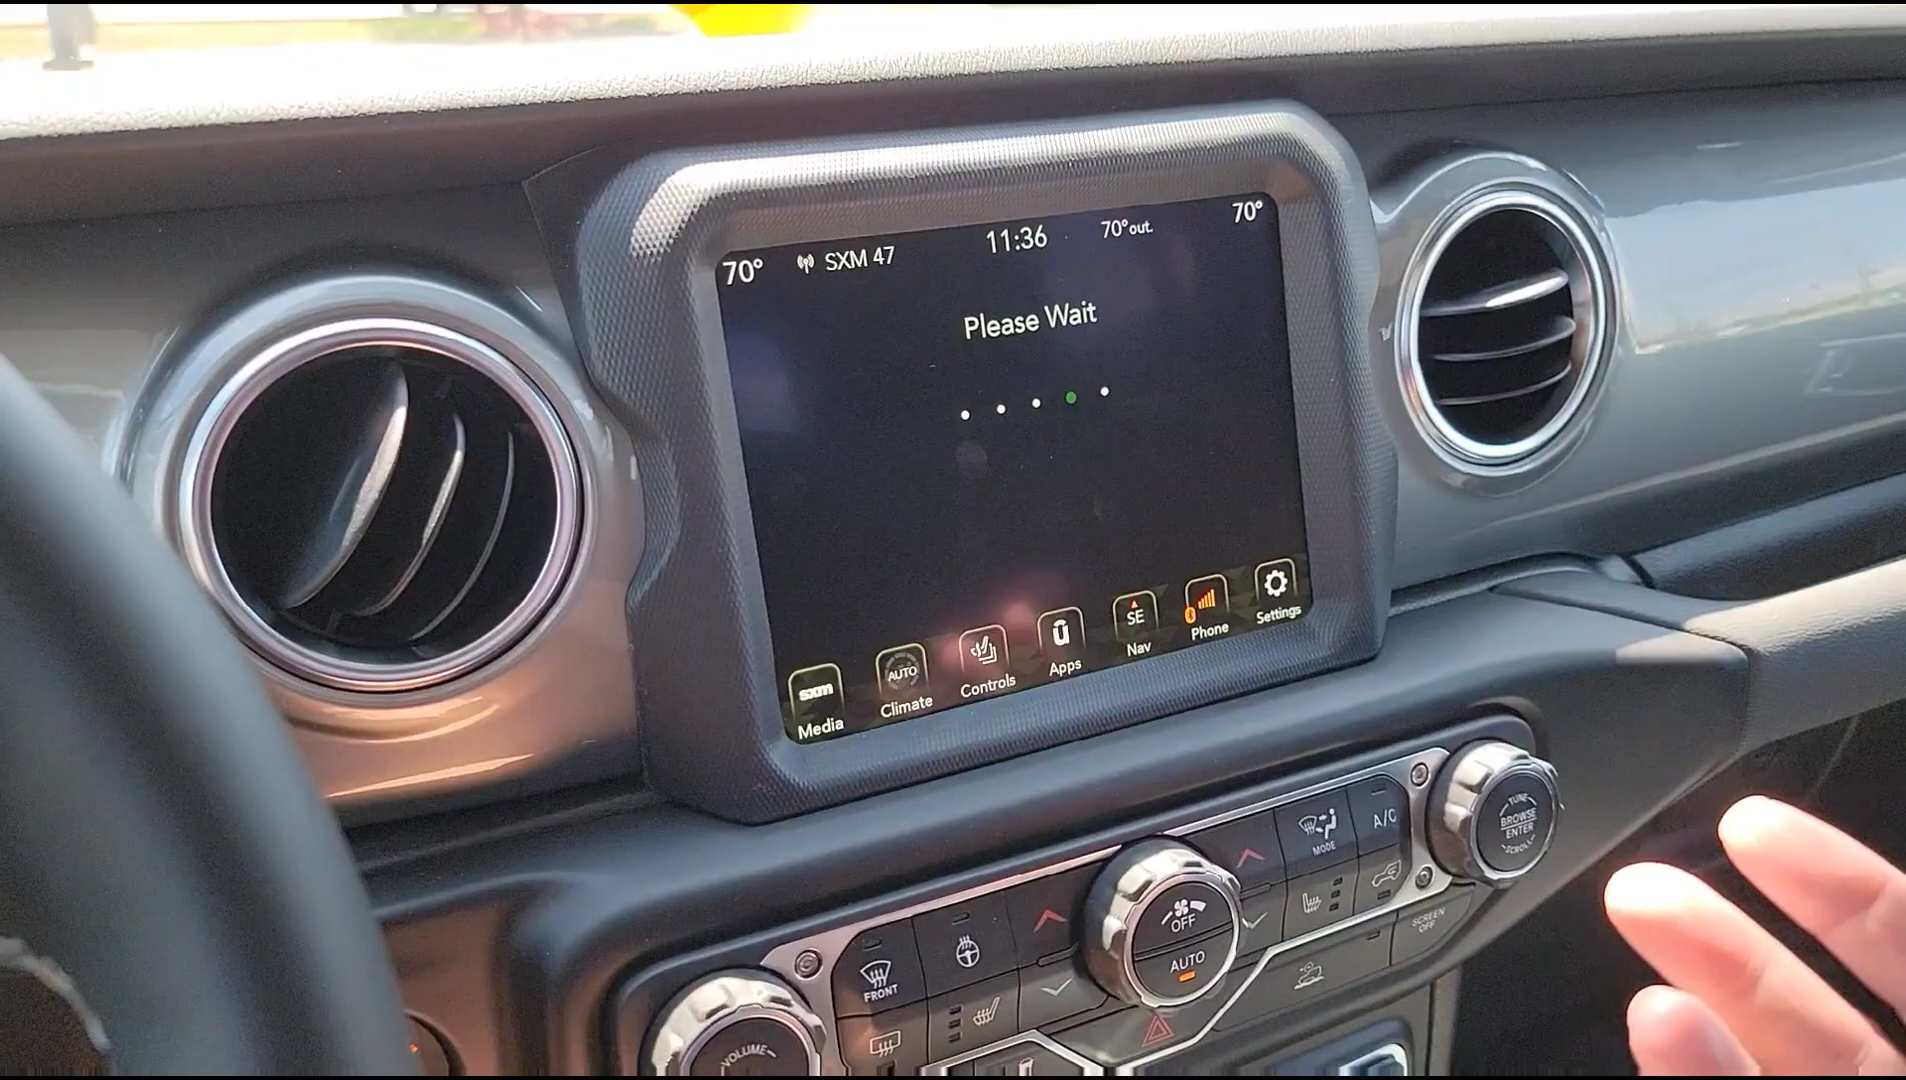 70° SXM 47 11:36 70°out. 70°
Please Wait
sxm AUTO SE
Media Climate Controls Apps Nav Phone Settings
MODE A/C
TUNE
BROWSE
ENTER
SCROLL
OFF
AUTO
SCREEN
OFF
FRONT
VOLUME